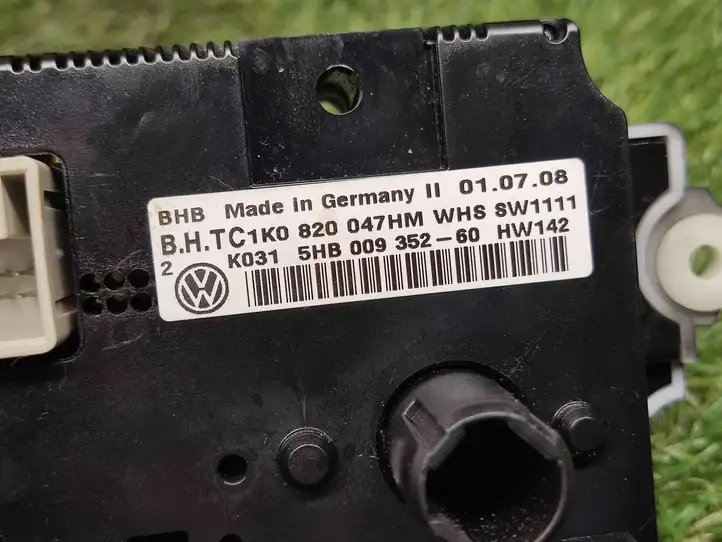 BHB Made in Germany II 01.07.08
B.H.TC1K0 820 047HM WHS SW1111
2 K031 5HB 009 352-60 HW142